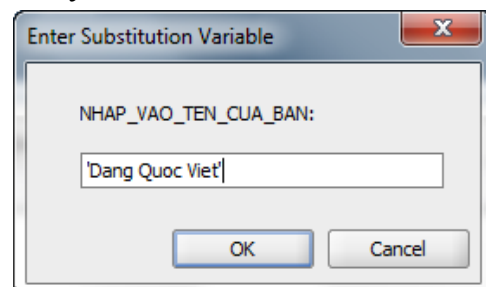 Enter Substitution Variable
NHAP_VAO_TEN_CUA_BAN:
'Dang Quoc Viet'
OK
Cancel